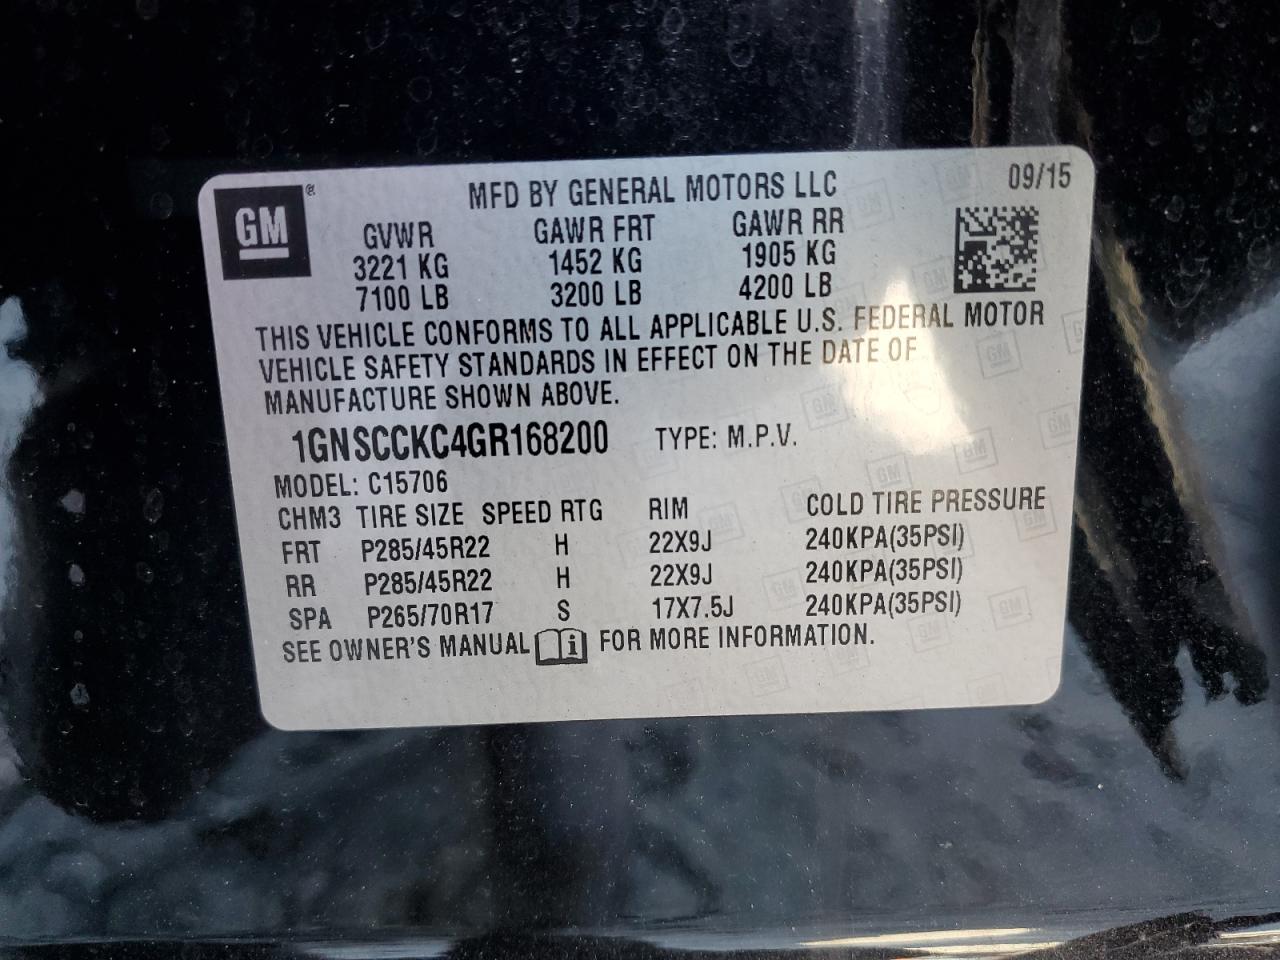 GM ®
MFD BY GENERAL MOTORS LLC 09/15
GVWR GAWR FRT GAWR RR
3221 KG 1452 KG 1905 KG
7100 LB 3200 LB 4200 LB
THIS VEHICLE CONFORMS TO ALL APPLICABLE U.S. FEDERAL MOTOR
VEHICLE SAFETY STANDARDS IN EFFECT ON THE DATE OF
MANUFACTURE SHOWN ABOVE.
1GNSCCKC4GR168200 TYPE: M.P.V.
MODEL: C15706
CHM3 TIRE SIZE SPEED RTG RIM COLD TIRE PRESSURE
FRT P285/45R22 H 22X9J 240KPA(35PSI)
RR P285/45R22 H 22X9J 240KPA(35PSI)
SPA P265/70R17 S 17X7.5J 240KPA(35PSI)
SEE OWNER'S MANUAL i FOR MORE INFORMATION.